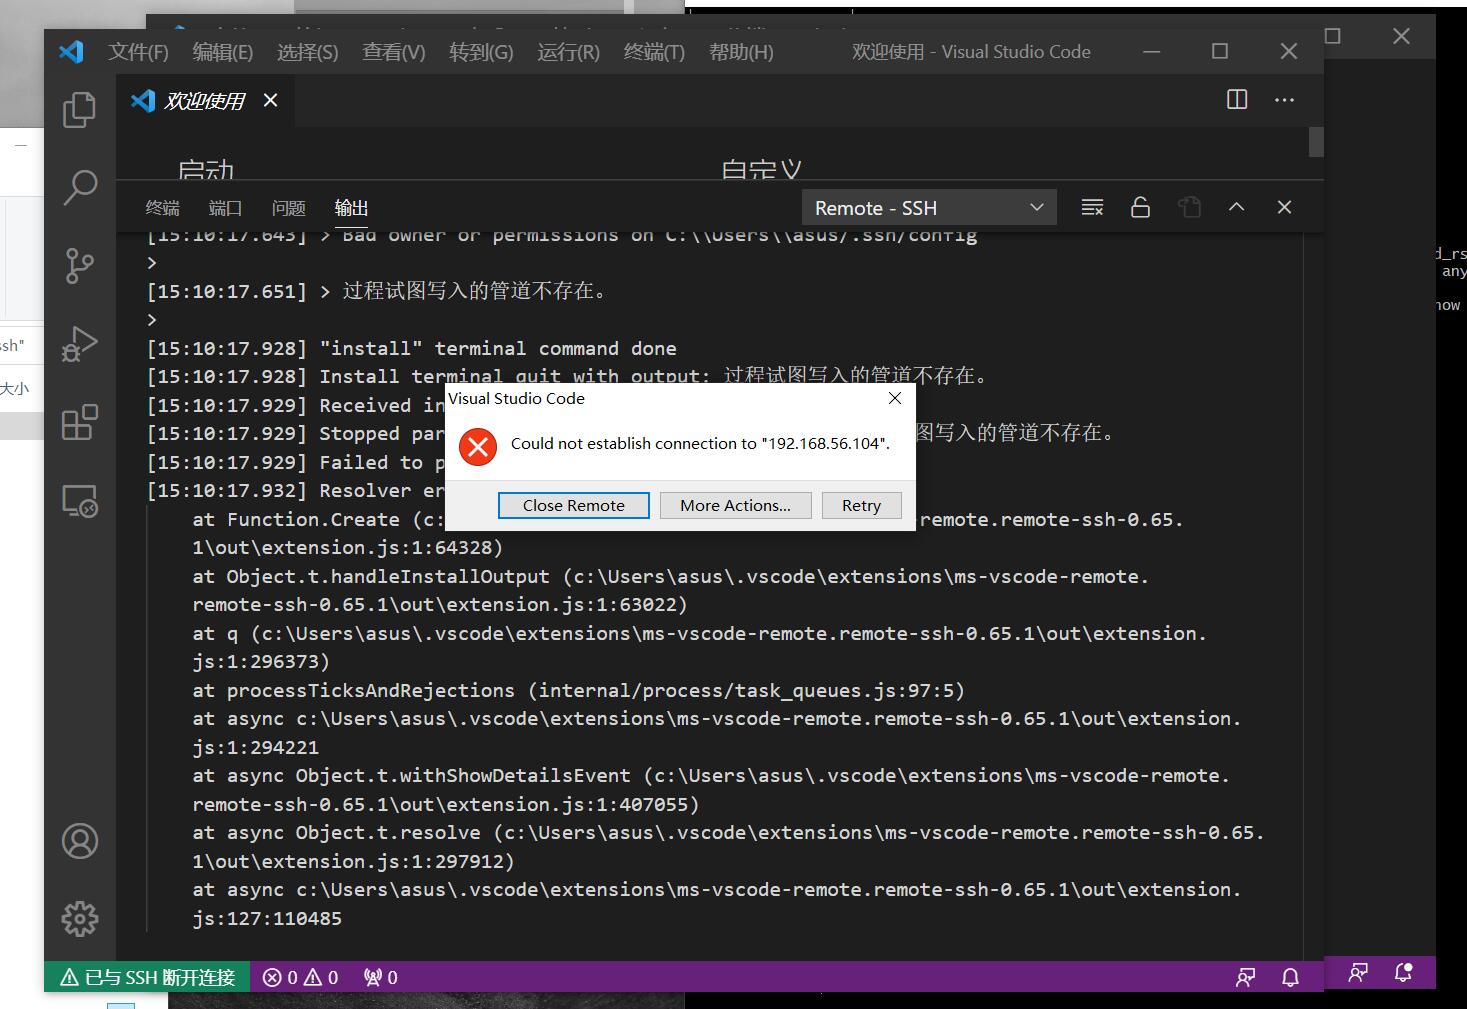 文件(F) 编辑(E) 选择(S) 查看(V) 转到(G) 运行(R) 终端(T) 帮助(H) 欢迎使用 - Visual Studio Code
欢迎使用
启动 自定义
终端 端口 问题 输出 Remote - SSH
[15:10:17.643] > Bad owner or permissions on C:\\Users\\asus/.ssh/config
>
[15:10:17.651] > 过程试图写入的管道不存在。
>
[15:10:17.928] "install" terminal command done
[15:10:17.928] Install terminal quit with output: 过程试图写入的管道不存在。
[15:10:17.929] Received in
[15:10:17.929] Stopped par 图写入的管道不存在。
[15:10:17.929] Failed to p
[15:10:17.932] Resolver er
Visual Studio Code
Could not establish connection to "192.168.56.104".
Close Remote More Actions... Retry
at Function.Create (c: remote.remote-ssh-0.65.
1\out\extension.js:1:64328)
at Object.t.handleInstallOutput (c:\Users\asus\.vscode\extensions\ms-vscode-remote.
remote-ssh-0.65.1\out\extension.js:1:63022)
at q (c:\Users\asus\.vscode\extensions\ms-vscode-remote.remote-ssh-0.65.1\out\extension.
js:1:296373)
at processTicksAndRejections (internal/process/task_queues.js:97:5)
at async c:\Users\asus\.vscode\extensions\ms-vscode-remote.remote-ssh-0.65.1\out\extension.
js:1:294221
at async Object.t.withShowDetailsEvent (c:\Users\asus\.vscode\extensions\ms-vscode-remote.
remote-ssh-0.65.1\out\extension.js:1:407055)
at async Object.t.resolve (c:\Users\asus\.vscode\extensions\ms-vscode-remote.remote-ssh-0.65.
1\out\extension.js:1:297912)
at async c:\Users\asus\.vscode\extensions\ms-vscode-remote.remote-ssh-0.65.1\out\extension.
js:127:110485
已与 SSH 断开连接 0 0 0
ssh"
大小
d_rs
any
now